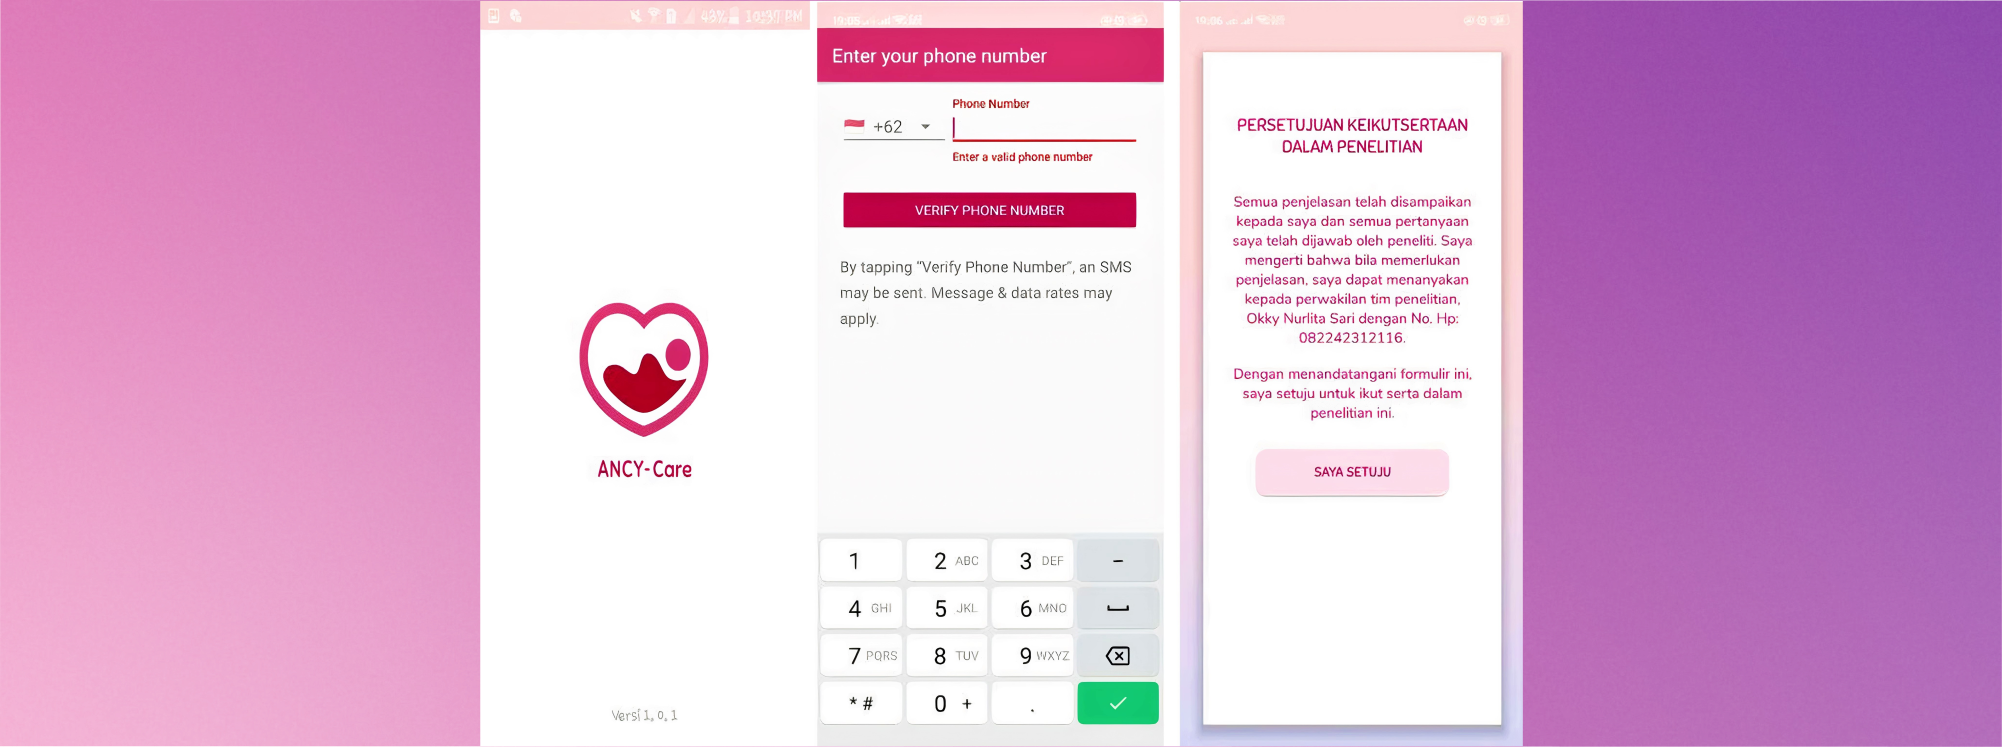 43% 10:37 PM
ANCY-Care
Versi 1.0.1
19:05
Enter your phone number
Phone Number
+62
Enter a valid phone number
VERIFY PHONE NUMBER
By tapping “Verify Phone Number”, an SMS
may be sent. Message & data rates may
apply.
1 2 ABC 3 DEF -
4 GHI 5 JKL 6 MNO
7 PQRS 8 TUV 9 WXYZ
* # 0 + .
19:06
PERSETUJUAN KEIKUTSERTAAN
DALAM PENELITIAN
Semua penjelasan telah disampaikan
kepada saya dan semua pertanyaan
saya telah dijawab oleh peneliti. Saya
mengerti bahwa bila memerlukan
penjelasan, saya dapat menanyakan
kepada perwakilan tim penelitian,
Okky Nurlita Sari dengan No. Hp:
082242312116.
Dengan menandatangani formulir ini,
saya setuju untuk ikut serta dalam
penelitian ini.
SAYA SETUJU